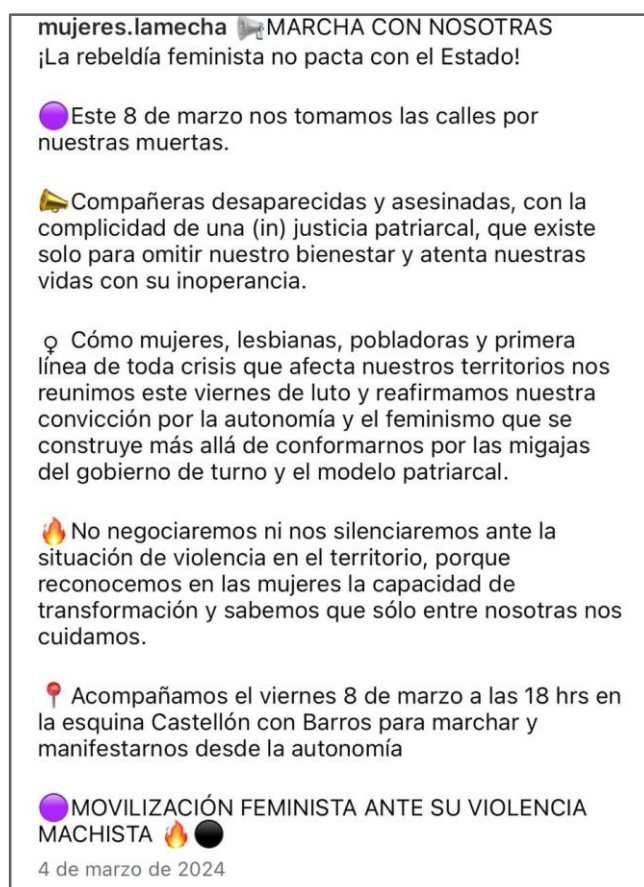 mujeres.lamecha 📢MARCHA CON NOSOTRAS
¡La rebeldía feminista no pacta con el Estado!
🟣Este 8 de marzo nos tomamos las calles por
nuestras muertas.
📣Compañeras desaparecidas y asesinadas, con la
complicidad de una (in) justicia patriarcal, que existe
solo para omitir nuestro bienestar y atenta nuestras
vidas con su inoperancia.
♀ Cómo mujeres, lesbianas, pobladoras y primera
línea de toda crisis que afecta nuestros territorios nos
reunimos este viernes de luto y reafirmamos nuestra
convicción por la autonomía y el feminismo que se
construye más allá de conformarnos por las migajas
del gobierno de turno y el modelo patriarcal.
🔥No negociaremos ni nos silenciaremos ante la
situación de violencia en el territorio, porque
reconocemos en las mujeres la capacidad de
transformación y sabemos que sólo entre nosotras nos
cuidamos.
📍Acompañamos el viernes 8 de marzo a las 18 hrs en
la esquina Castellón con Barros para marchar y
manifestarnos desde la autonomía
🟣MOVILIZACIÓN FEMINISTA ANTE SU VIOLENCIA
MACHISTA 🔥⚫
4 de marzo de 2024